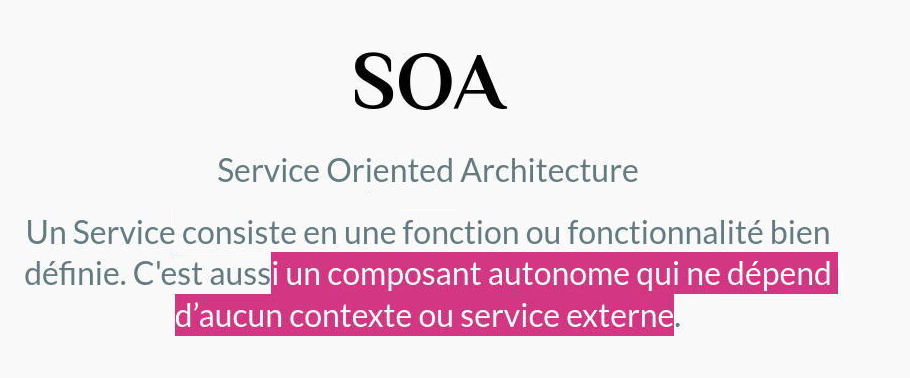 SOA
Service Oriented Architecture
Un Service consiste en une fonction ou fonctionnalité bien
définie. C'est aussi un composant autonome qui ne dépend
d’aucun contexte ou service externe.